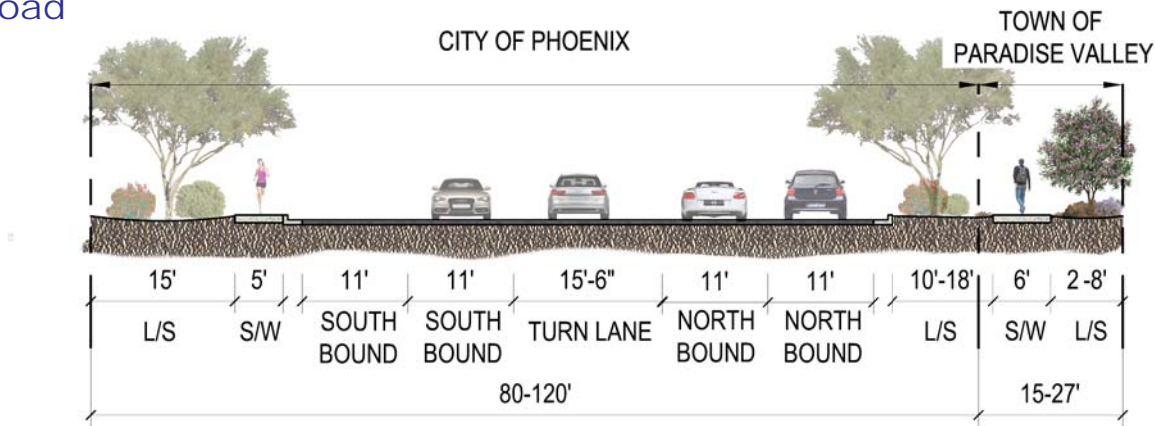 oad
CITY OF PHOENIX
TOWN OF
PARADISE VALLEY
15' 5' 11' 11' 15'-6" 11' 11' 10'-18' 6' 2-8'
L/S S/W SOUTH BOUND SOUTH BOUND TURN LANE NORTH BOUND NORTH BOUND L/S S/W L/S
80-120' 15-27'